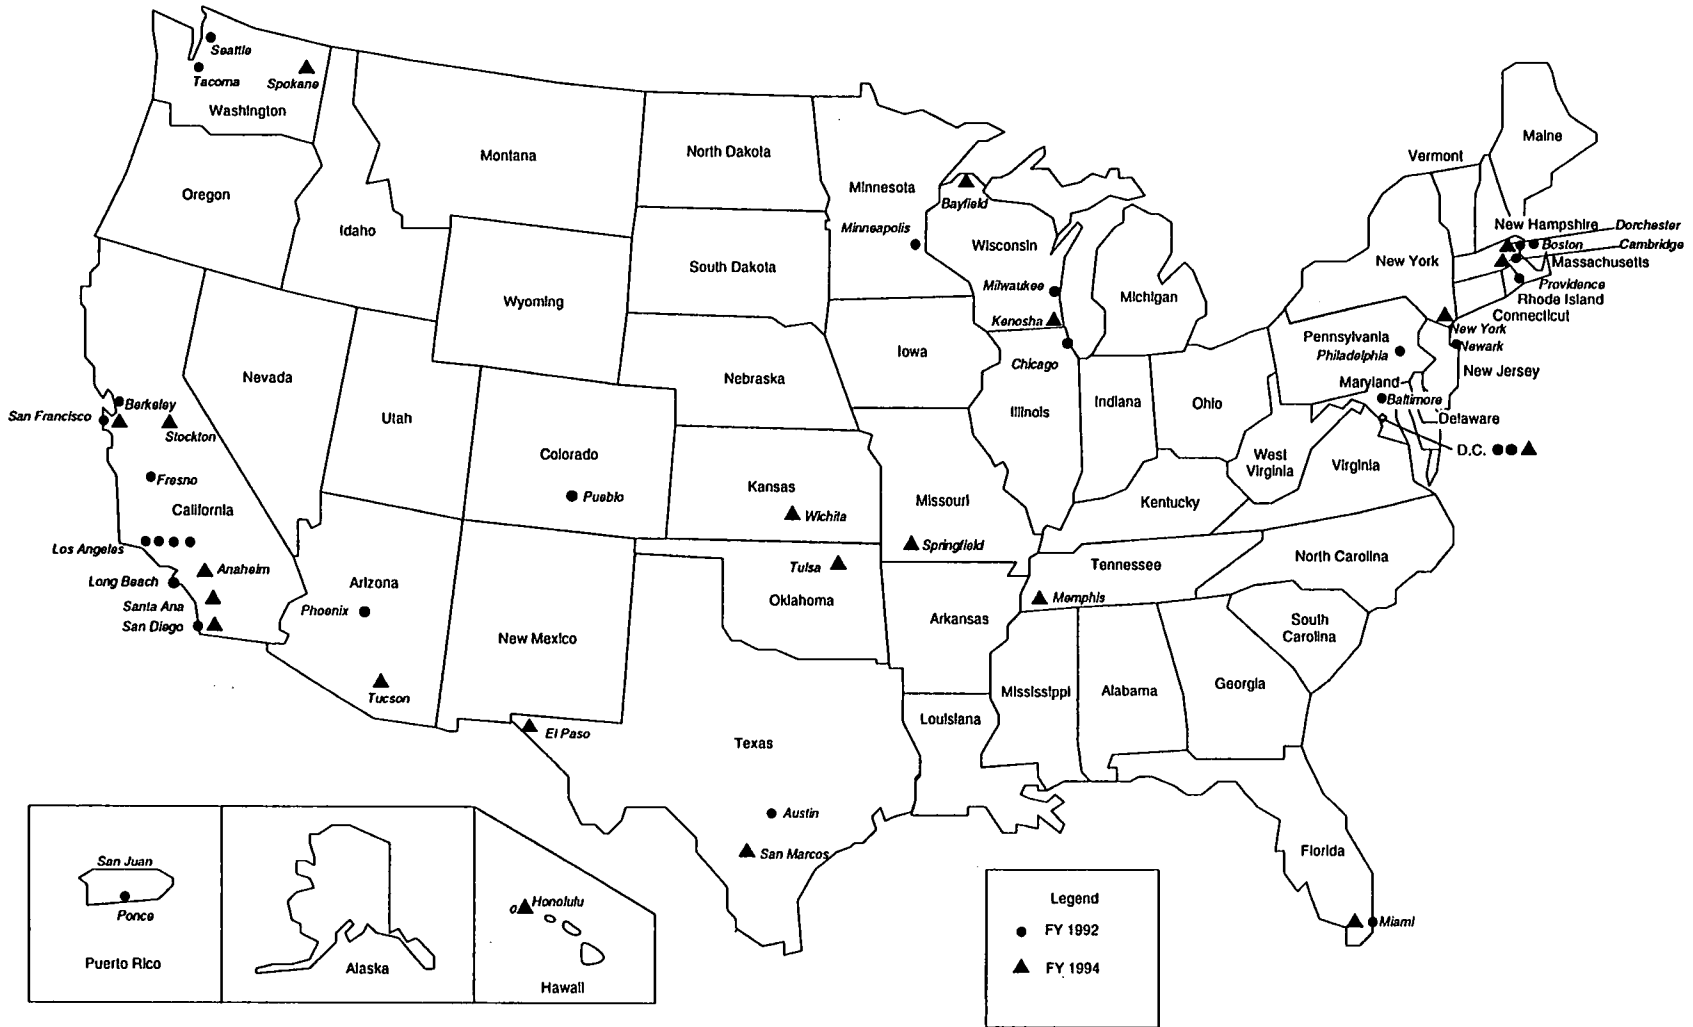 Seattle
Tacoma
Spokane
Washington
Montana
North Dakota
Minnesota
Bayfield
Vermont
Maine
Oregon
Idaho
Minneapolis
Wisconsin
New Hampshire
Dorchester
Boston
Cambridge
New York
Massachusetts
South Dakota
Wyoming
Milwaukee
Michigan
Providence
Rhode Island
Connecticut
Kenosha
New York
Newark
Pennsylvania
Philadelphia
Iowa
Chicago
New Jersey
Nevada
Nebraska
Maryland
Baltimore
Berkeley
San Francisco
Stockton
Utah
Illinois
Indiana
Ohio
Delaware
D.C.
Colorado
West
Virginia
Virginia
Fresno
California
Pueblo
Kansas
Wichita
Missouri
Kentucky
Los Angeles
Springfield
North Carolina
Anaheim
Long Beach
Arizona
Tulsa
Oklahoma
Tennessee
Memphis
Santa Ana
San Diego
Phoenix
New Mexico
Arkansas
South
Carolina
Tucson
Mississippi
Alabama
Georgia
Louisiana
El Paso
Texas
Austin
San Marcos
Florida
Miami
San Juan
Ponce
Puerto Rico
Alaska
Honolulu
Hawaii
Legend
FY 1992
FY 1994